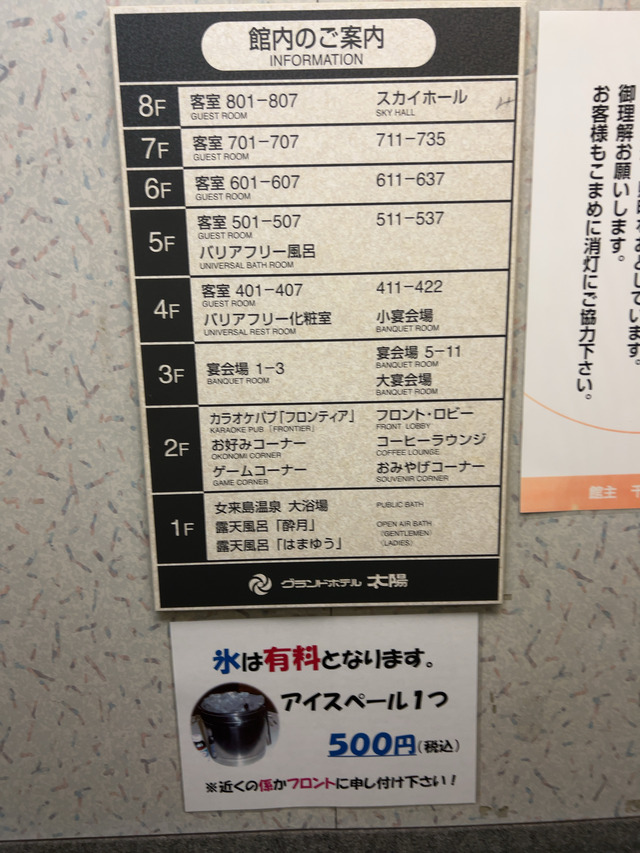 館内のご案内
INFORMATION
8F 客室 801-807 スカイホール
GUEST ROOM SKY HALL
7F 客室 701-707 711-735
GUEST ROOM
6F 客室 601-607 611-637
GUEST ROOM
5F 客室 501-507 511-537
GUEST ROOM
バリアフリー風呂
UNIVERSAL BATH ROOM
4F 客室 401-407 411-422
GUEST ROOM
バリアフリー化粧室 小宴会場
UNIVERSAL REST ROOM BANQUET ROOM
3F 宴会場 1-3 宴会場 5-11
BANQUET ROOM BANQUET ROOM
大宴会場
BANQUET ROOM
2F カラオケパブ「フロンティア」 フロント・ロビー
KARAOKE PUB「FRONTIER」 FRONT LOBBY
お好みコーナー コーヒーラウンジ
OKONOMI CORNER COFFEE LOUNGE
ゲームコーナー おみやげコーナー
GAME CORNER SOUVENIR CORNER
1F 女来島温泉 大浴場 PUBLIC BATH
露天風呂「酔月」 OPEN AIR BATH
〈GENTLEMEN〉
露天風呂「はまゆう」 〈LADIES〉
グランドホテル 太陽
氷は有料となります。
アイスペール1つ
500円(税込)
※近くの係かフロントに申し付け下さい!
御理解お願いします。
お客様もこまめに消灯にご協力下さい。
館主